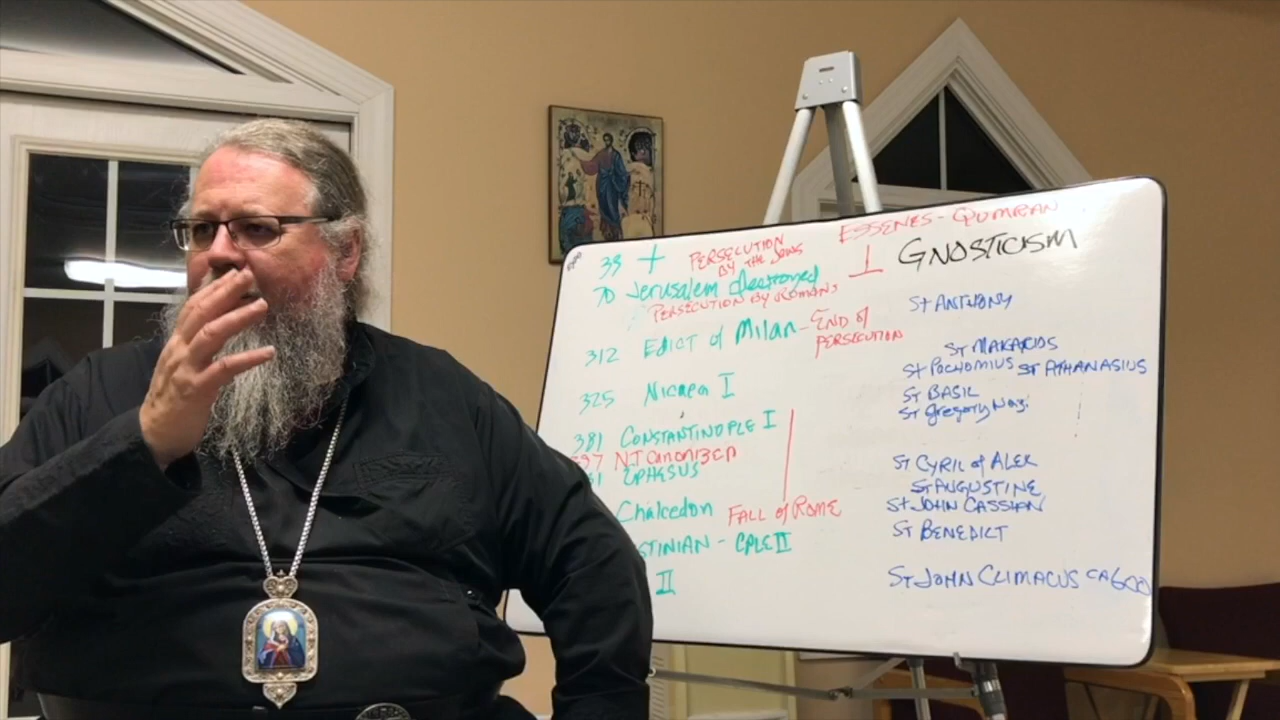 ESSENES - QUMRAN
33 + PERSECUTION
BY THE JEWS
⊥ GNOSTICISM
70 Jerusalem destroyed
PERSECUTION BY ROMANS
St ANTHONY
312 EDICT of Milan - END of
PERSECUTION
St MAKARIOS
St POCHOMIUS St ATHANASIUS
325 Nicaea I
St BASIL
St Gregory Naz.
381 CONSTANTINOPLE I
397 N.T CANONIZED
31 EPHESUS
St CYRIL of ALEX
St AUGUSTINE
St JOHN CASSIAN
Chalcedon FALL of ROME
St BENEDICT
STINIAN - CPLE II
II
St JOHN CLIMACUS CA 600